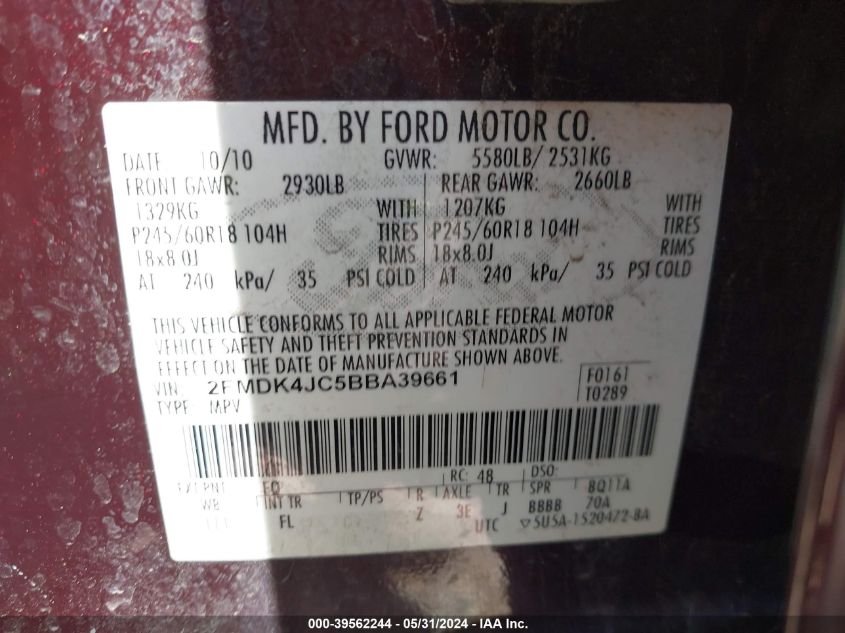 MFD. BY FORD MOTOR CO.
DATE 10/10 GVWR: 5580LB/ 2531KG
FRONT GAWR: 2930LB REAR GAWR: 2660LB
1329KG WITH 1207KG WITH
P245/60R18 104H TIRES P245/60R18 104H TIRES
18x8.0J RIMS 18x8.0J RIMS
AT 240 kPa/ 35 PSI COLD AT 240 kPa/ 35 PSI COLD
THIS VEHICLE CONFORMS TO ALL APPLICABLE FEDERAL MOTOR
VEHICLE SAFETY AND THEFT PREVENTION STANDARDS IN
EFFECT ON THE DATE OF MANUFACTURE SHOWN ABOVE.
VIN: 2FMDK4JC5BBA39661 F0161
TYPE: MPV T0289
EXT PNT: RC: 48 DSO:
WB INT TR TP/PS R AXLE TR SPR 8Q11A
FL Z 3E J BBBB 70A
UTC ▽5U5A-1520472-8A
000-39562244 - 05/31/2024 - IAA Inc.